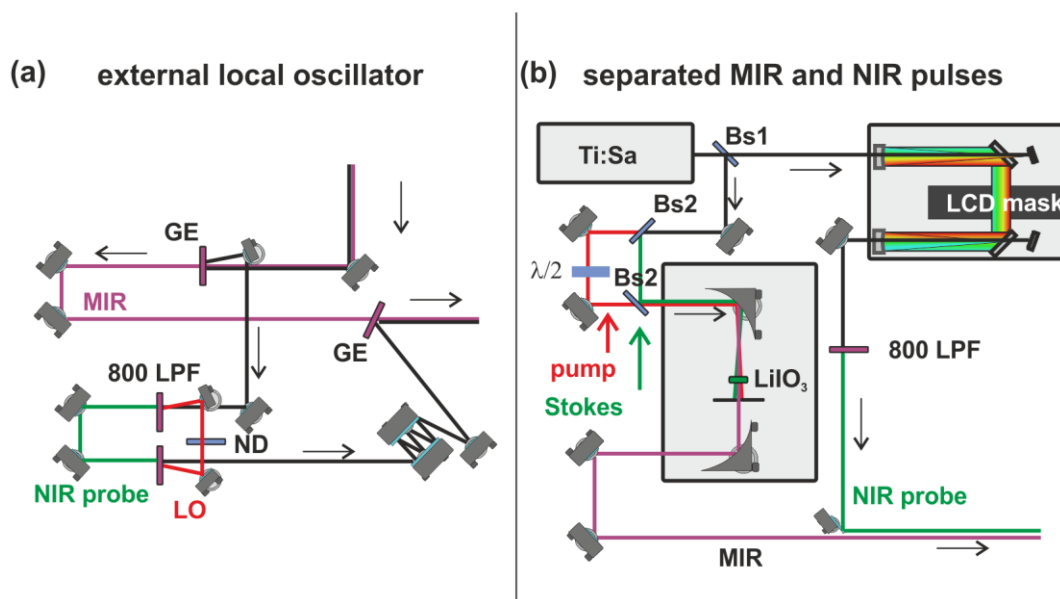 (a) external local oscillator
GE
MIR
GE
800 LPF
ND
NIR probe
LO
(b) separated MIR and NIR pulses
Bs1
Ti:Sa
LCD mask
Bs2
λ/2
Bs2
800 LPF
pump
LiIO₃
Stokes
NIR probe
MIR